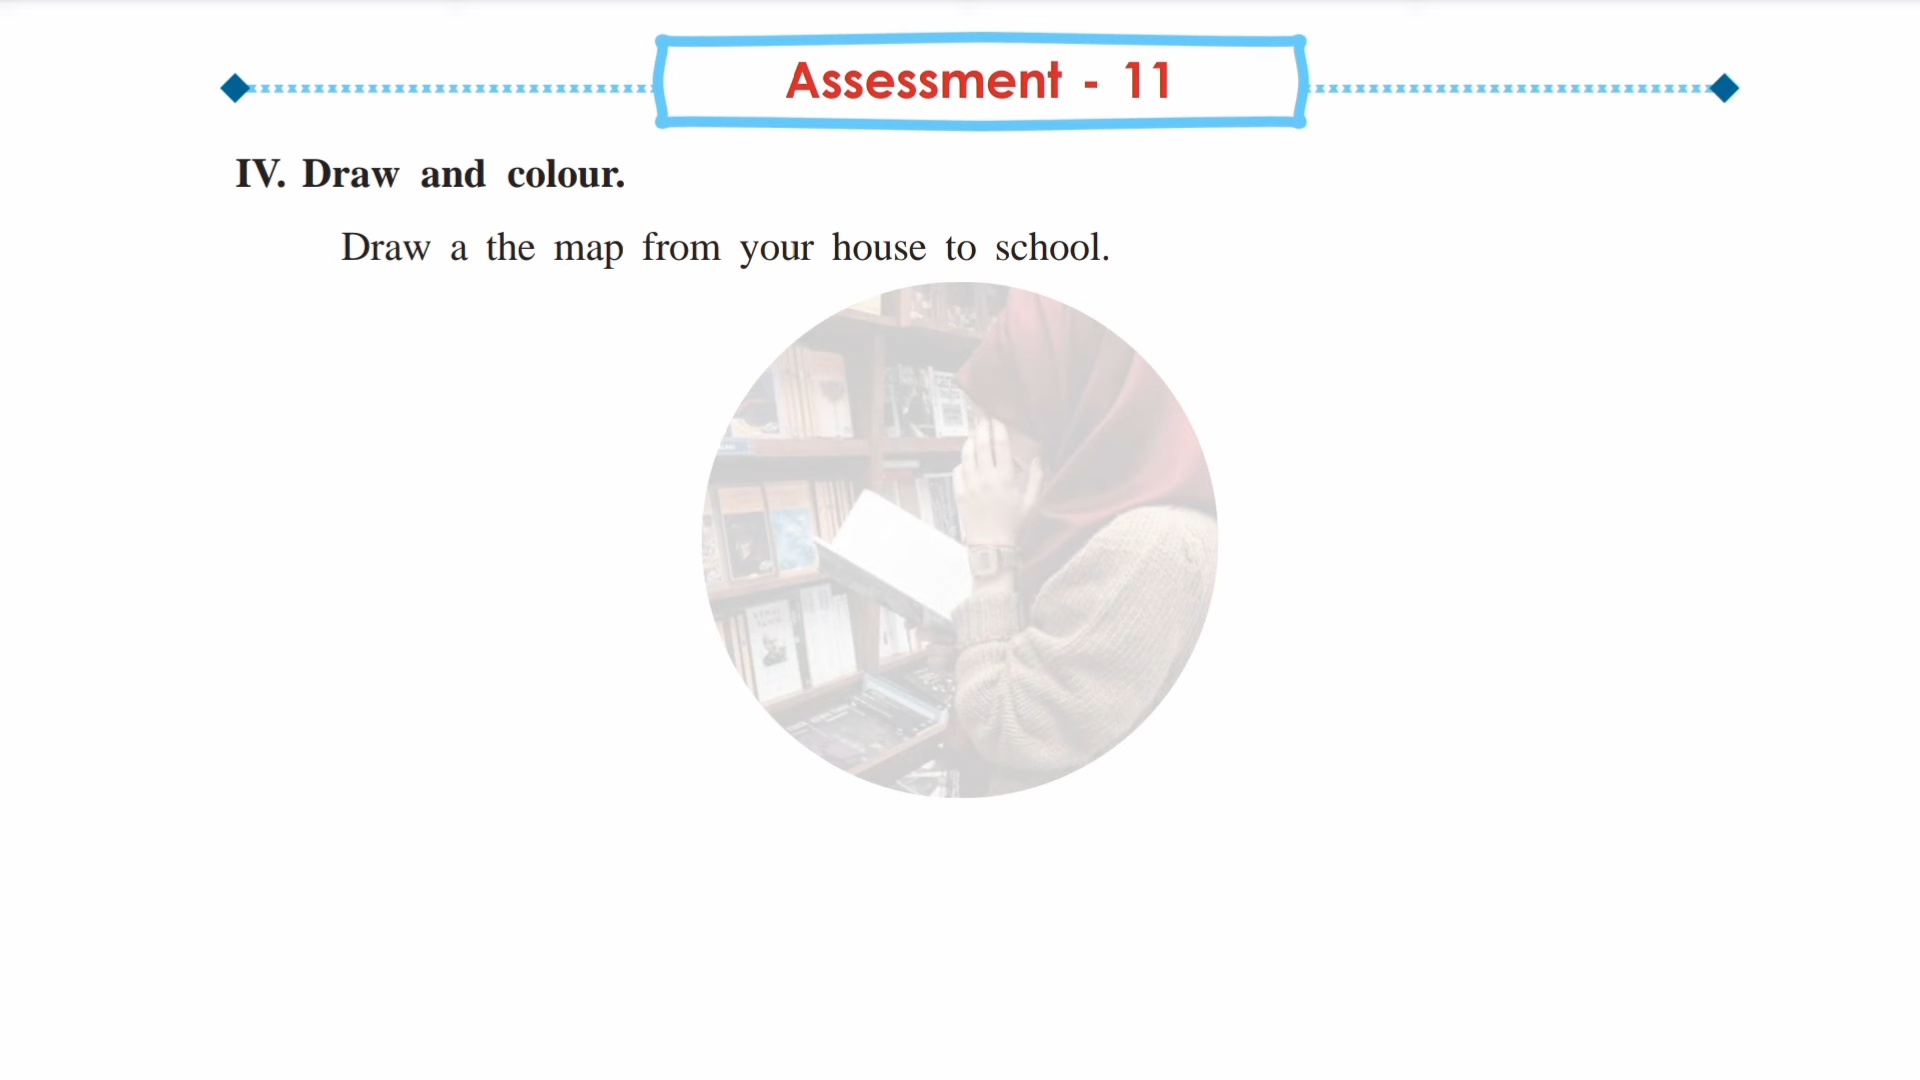 Assessment - 11
IV. Draw and colour.
Draw a the map from your house to school.